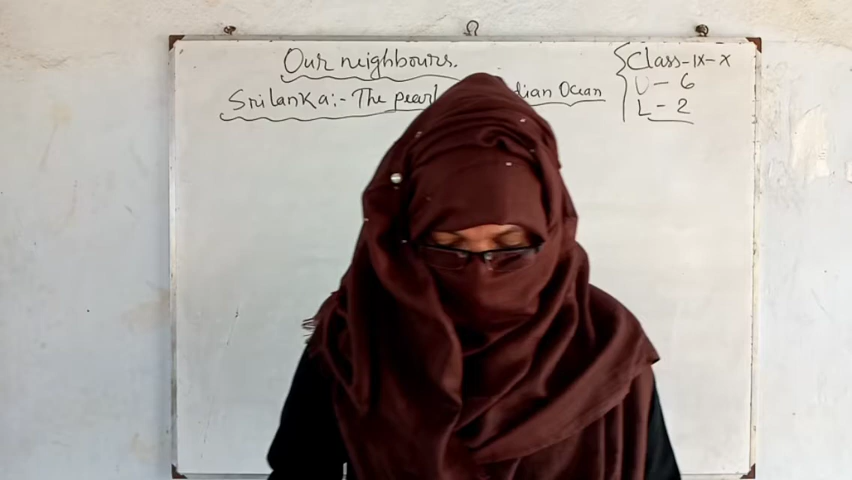 Our neighbours.
Srilanka:- The pearl dian Ocean
Class-IX-X
U - 6
L - 2